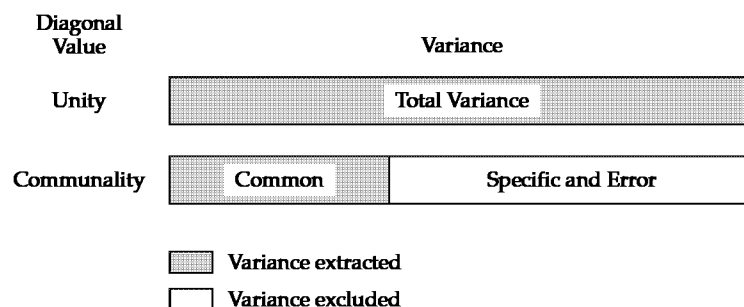 Diagonal
Value
Variance
Unity
Total Variance
Communality
Common
Specific and Error
Variance extracted
Variance excluded